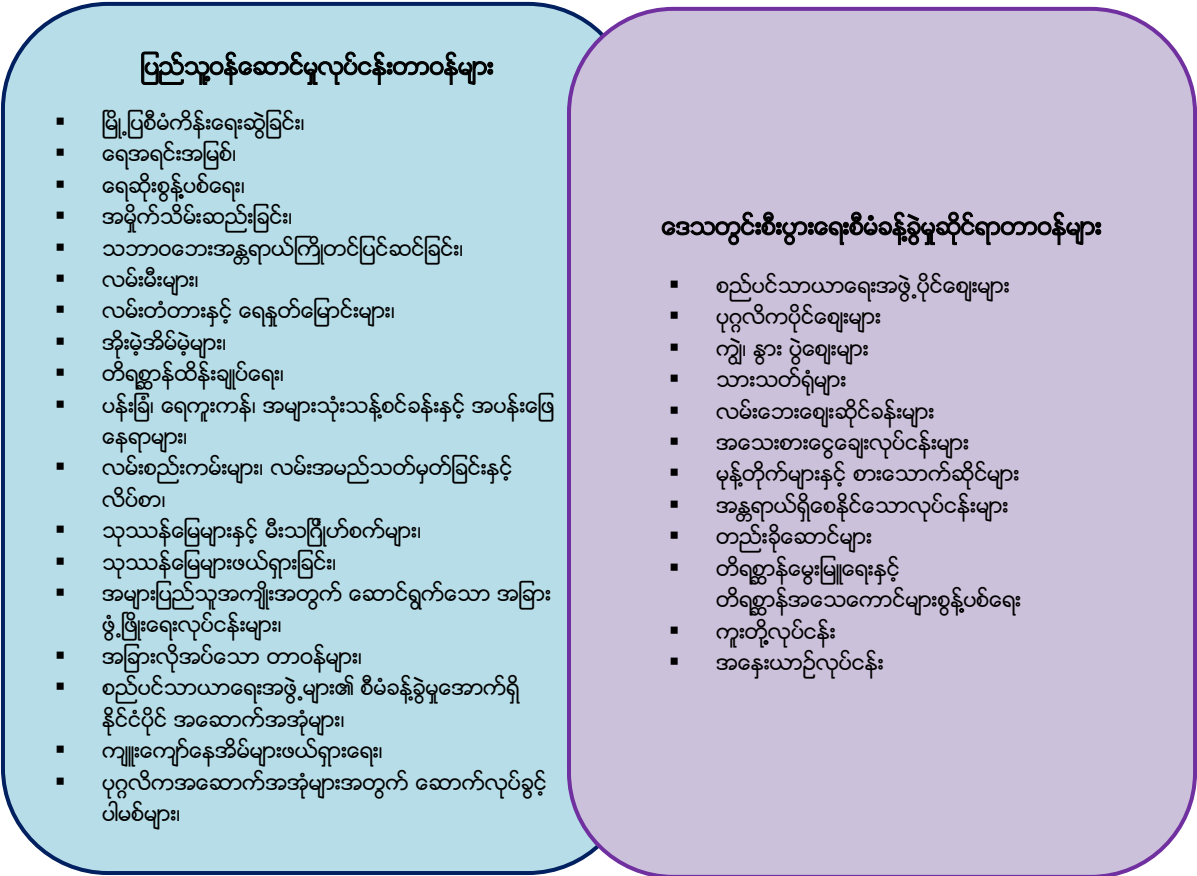 ပြည်သူ့ဝန်ဆောင်မှုလုပ်ငန်းတာဝန်များ
▪ မြို့ပြစီမံကိန်းရေးဆွဲခြင်း၊
▪ ရေအရင်းအမြစ်၊
▪ ရေဆိုးစွန့်ပစ်ရေး၊
▪ အမှိုက်သိမ်းဆည်းခြင်း၊
▪ သဘာဝဘေးအန္တရာယ်ကြိုတင်ပြင်ဆင်ခြင်း၊
▪ လမ်းမီးများ၊
▪ လမ်းတံတားနှင့် ရေနှုတ်မြောင်းများ၊
▪ အိုးမဲ့အိမ်မဲ့များ၊
▪ တိရစ္ဆာန်ထိန်းချုပ်ရေး၊
▪ ပန်းခြံ၊ ရေကူးကန်၊ အများသုံးသန့်စင်ခန်းနှင့် အပန်းဖြေ
နေရာများ၊
▪ လမ်းစည်းကမ်းများ၊ လမ်းအမည်သတ်မှတ်ခြင်းနှင့်
လိပ်စာ၊
▪ သုဿန်မြေများနှင့် မီးသဂြိုဟ်စက်များ၊
▪ သုဿန်မြေများဖယ်ရှားခြင်း၊
▪ အများပြည်သူအကျိုးအတွက် ဆောင်ရွက်သော အခြား
ဖွံ့ဖြိုးရေးလုပ်ငန်းများ၊
▪ အခြားလိုအပ်သော တာဝန်များ၊
▪ စည်ပင်သာယာရေးအဖွဲ့များ၏ စီမံခန့်ခွဲမှုအောက်ရှိ
နိုင်ငံပိုင် အဆောက်အအုံများ၊
▪ ကျူးကျော်နေအိမ်များဖယ်ရှားရေး၊
▪ ပုဂ္ဂလိကအဆောက်အအုံများအတွက် ဆောက်လုပ်ခွင့်
ပါမစ်များ၊
ဒေသတွင်းစီးပွားရေးစီမံခန့်ခွဲမှုဆိုင်ရာတာဝန်များ
▪ စည်ပင်သာယာရေးအဖွဲ့ပိုင်ဈေးများ
▪ ပုဂ္ဂလိကပိုင်ဈေးများ
▪ ကျွဲ၊ နွား ပွဲဈေးများ
▪ သားသတ်ရုံများ
▪ လမ်းဘေးဈေးဆိုင်ခန်းများ
▪ အသေးစားငွေချေးလုပ်ငန်းများ
▪ မုန့်တိုက်များနှင့် စားသောက်ဆိုင်များ
▪ အန္တရာယ်ရှိစေနိုင်သောလုပ်ငန်းများ
▪ တည်းခိုဆောင်များ
▪ တိရစ္ဆာန်မွေးမြူရေးနှင့်
တိရစ္ဆာန်အသေကောင်များစွန့်ပစ်ရေး
▪ ကူးတို့လုပ်ငန်း
▪ အနှေးယာဉ်လုပ်ငန်း